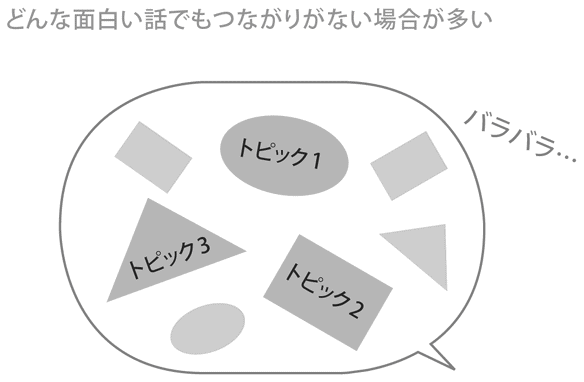 どんな面白い話でもつながりがない場合が多い
バラバラ…
トピック1
トピック3
トピック2